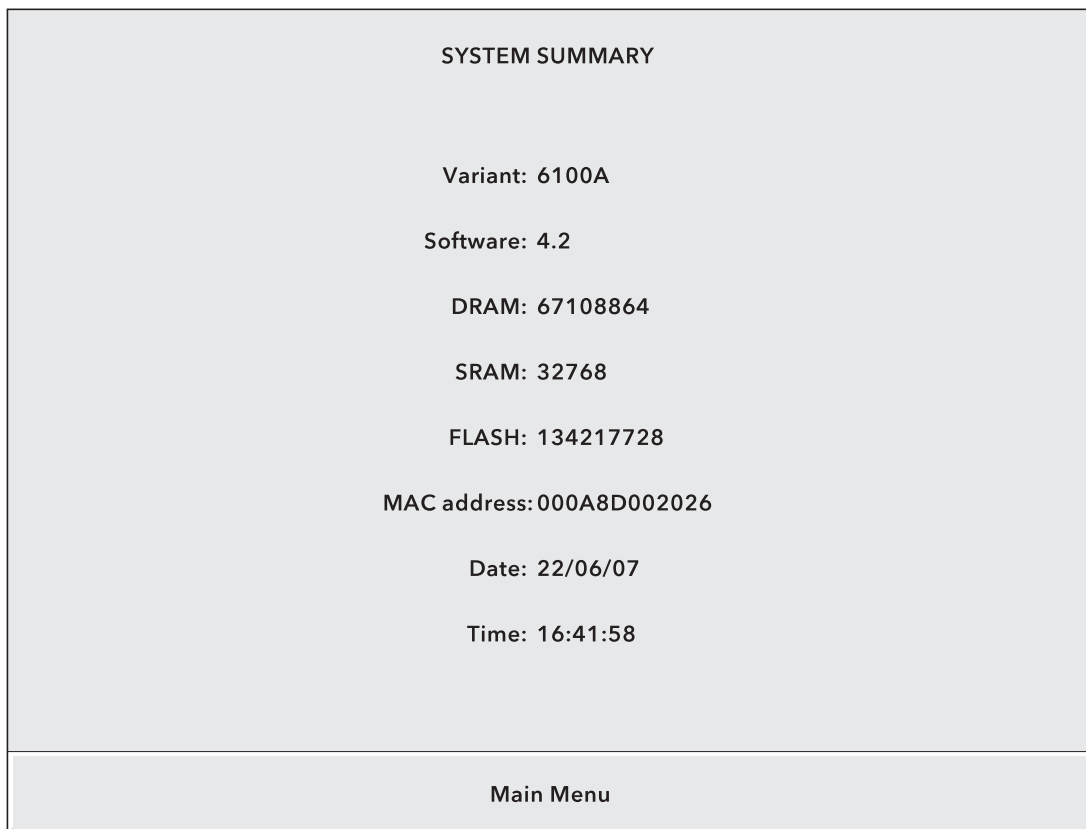 SYSTEM SUMMARY
Variant: 6100A
Software: 4.2
DRAM: 67108864
SRAM: 32768
FLASH: 134217728
MAC address: 000A8D002026
Date: 22/06/07
Time: 16:41:58
Main Menu